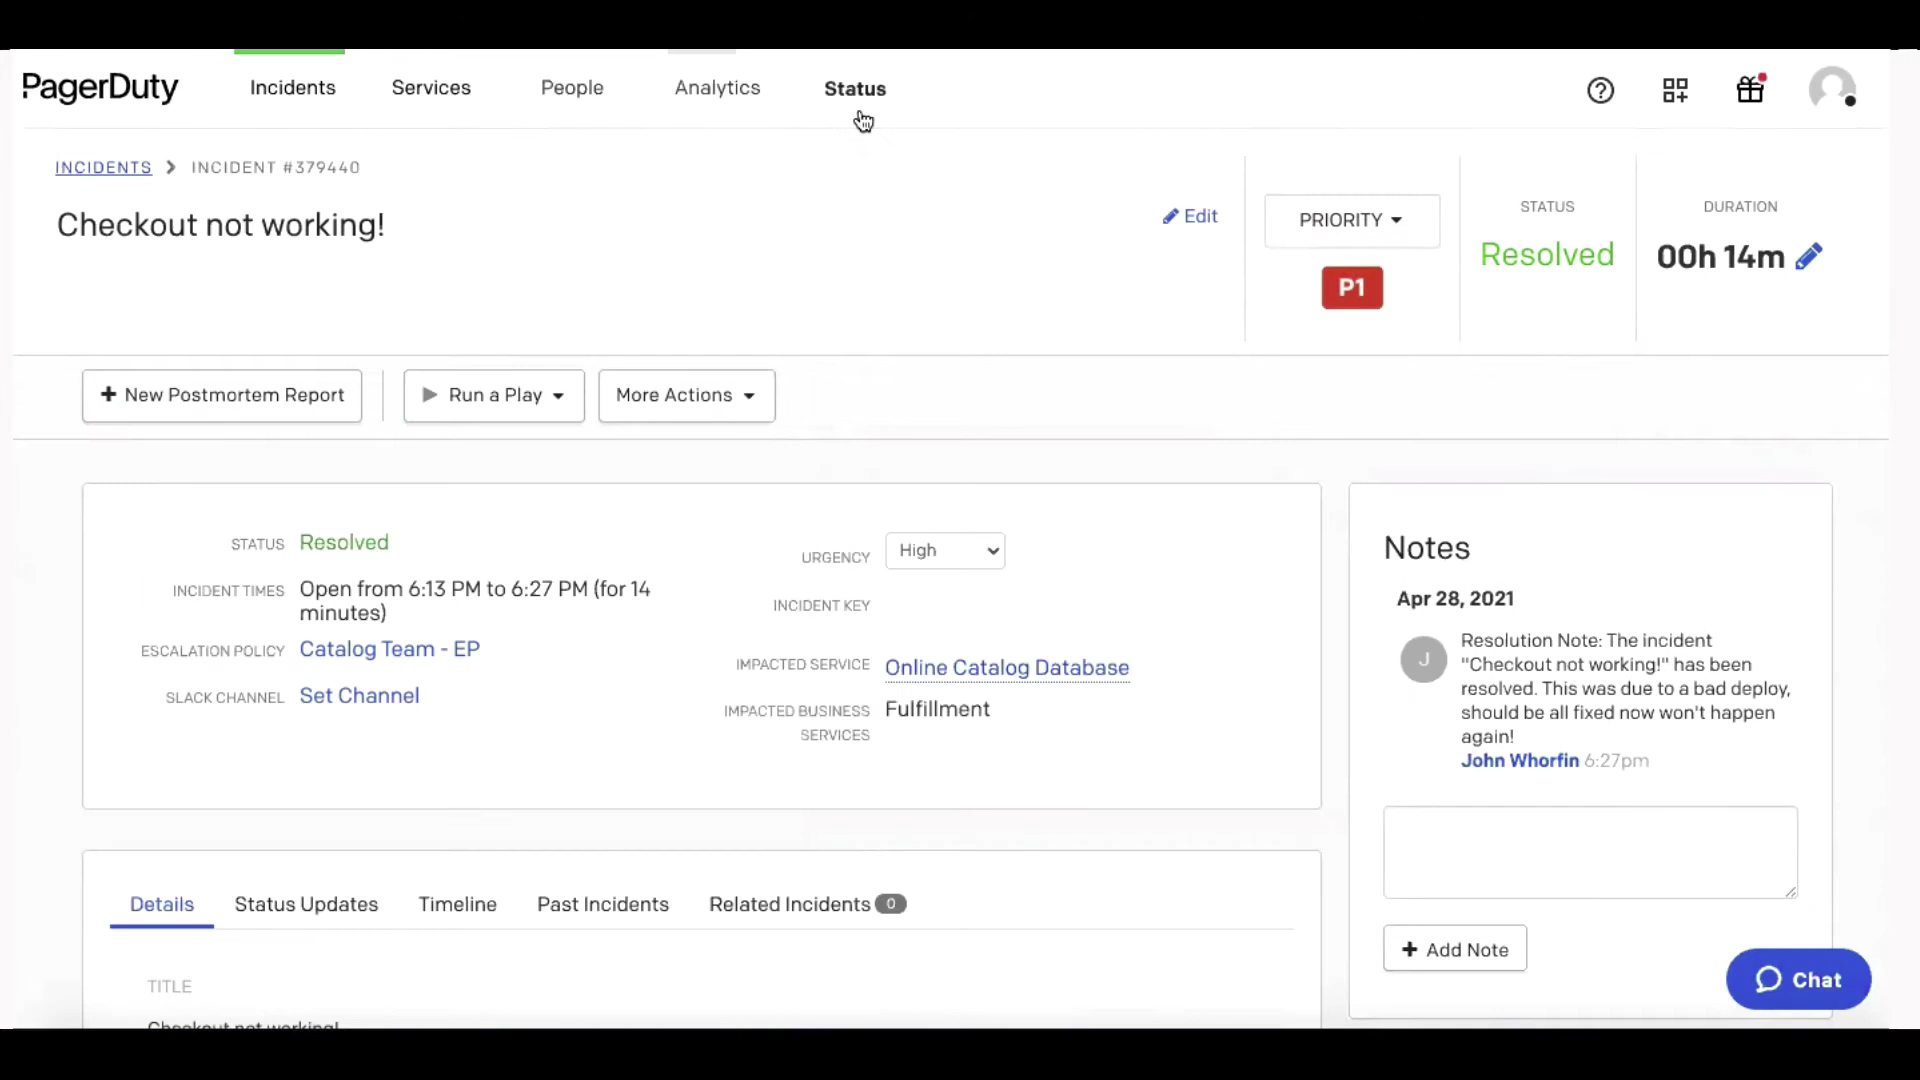 PagerDuty
Incidents
Services
People
Analytics
Status
INCIDENTS > INCIDENT #379440
Checkout not working!
Edit
PRIORITY
P1
STATUS
Resolved
DURATION
00h 14m
+ New Postmortem Report
Run a Play
More Actions
STATUS Resolved
INCIDENT TIMES Open from 6:13 PM to 6:27 PM (for 14
minutes)
ESCALATION POLICY Catalog Team - EP
SLACK CHANNEL Set Channel
URGENCY High
INCIDENT KEY
IMPACTED SERVICE Online Catalog Database
IMPACTED BUSINESS Fulfillment
SERVICES
Notes
Apr 28, 2021
J
Resolution Note: The incident
"Checkout not working!" has been
resolved. This was due to a bad deploy,
should be all fixed now won't happen
again!
John Whorfin 6:27pm
+ Add Note
Chat
Details
Status Updates
Timeline
Past Incidents
Related Incidents 0
TITLE
Checkout not working!